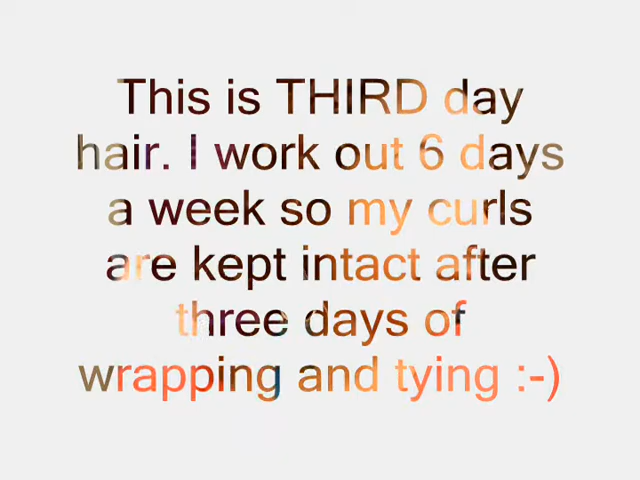 This is THIRD day
hair. I work out 6 days
a week so my curls
are kept intact after
three days of
wrapping and tying :-)